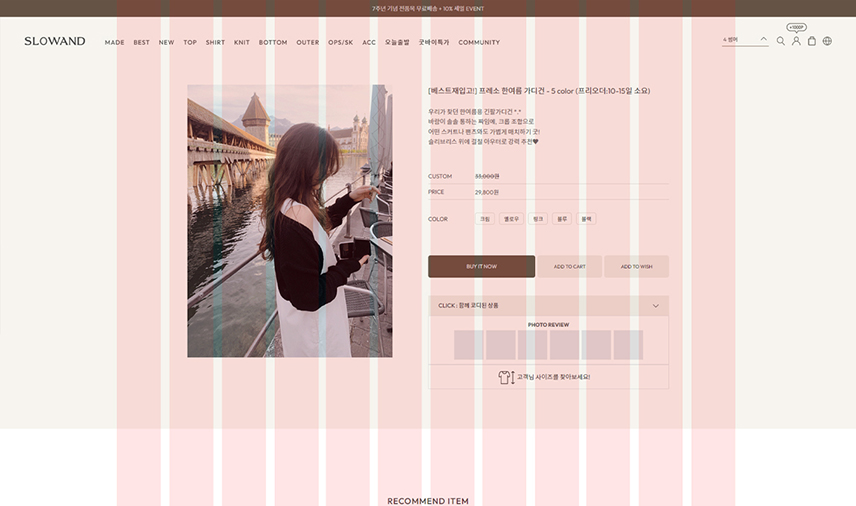 7주년 기념 전품목 무료배송 + 10% 세일 EVENT
SLOWAND MADE BEST NEW TOP SHIRT KNIT BOTTOM OUTER OPS/SK ACC 오늘출발 굿바이특가 COMMUNITY
+1000P
[베스트재입고!] 프레소 한여름 가디건 - 5 color (프리오더:10-15일 소요)
우리가 찾던 한여름용 긴팔가디건 *.*
바람이 솔솔 통하는 짜임에, 크롭 조합으로
어떤 스커트나 팬츠와도 가볍게 매치하기 굿!
슬리브리스 위에 걸칠 아우터로 강력 추천♥
CUSTOM 33,000원
PRICE 29,800원
COLOR 크림 옐로우 핑크 블루 블랙
BUY IT NOW ADD TO CART ADD TO WISH
CLICK : 함께 코디된 상품
PHOTO REVIEW
고객님 사이즈를 찾아보세요!
RECOMMEND ITEM